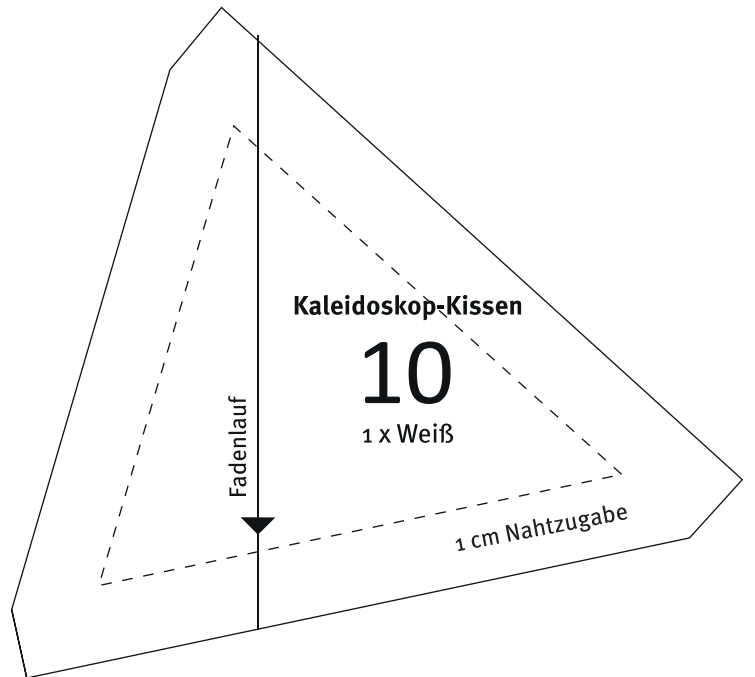 Kaleidoskop-Kissen
10
1 x Weiß
Fadenlauf
1 cm Nahtzugabe